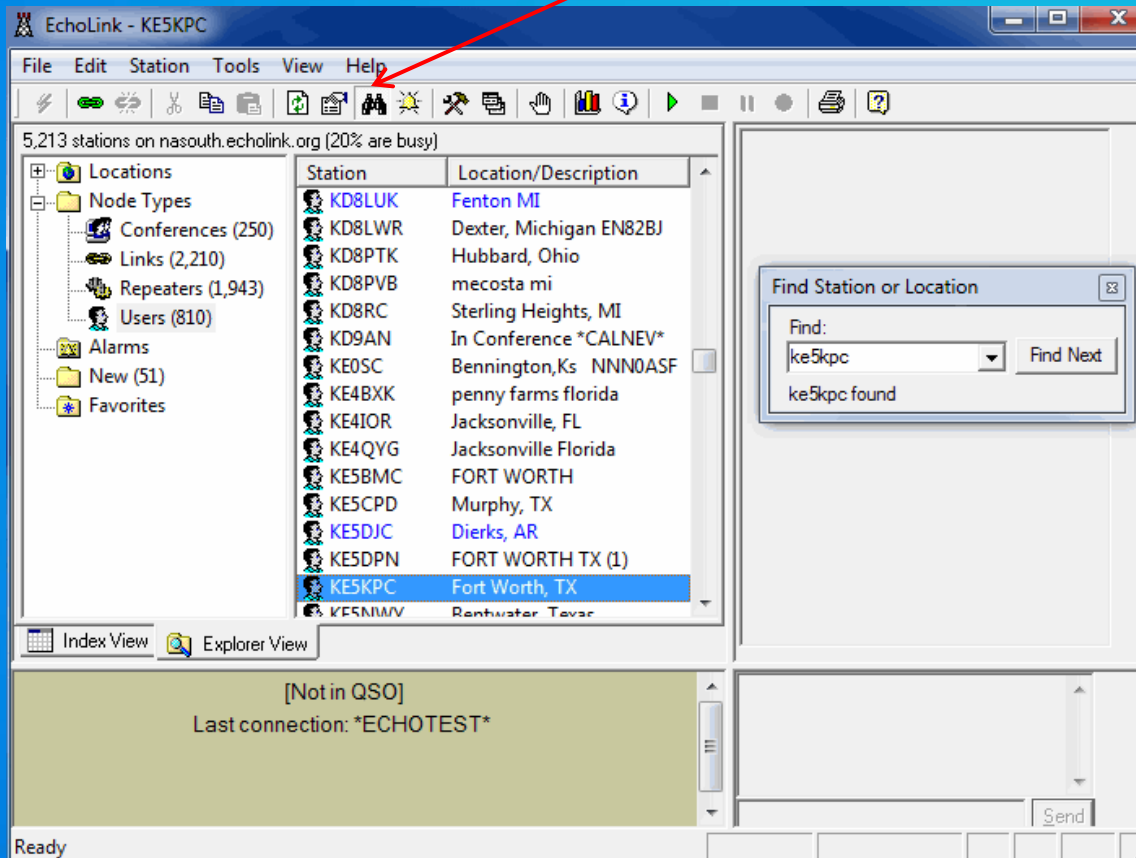 EchoLink - KE5KPC
File Edit Station Tools View Help
5,213 stations on nasouth.echolink.org (20% are busy)
Locations
Node Types
Conferences (250)
Links (2,210)
Repeaters (1,943)
Users (810)
Alarms
New (51)
Favorites
Station Location/Description
KD8LUK Fenton MI
KD8LWR Dexter, Michigan EN82BJ
KD8PTK Hubbard, Ohio
KD8PVB mecosta mi
KD8RC Sterling Heights, MI
KD9AN In Conference *CALNEV*
KE0SC Bennington,Ks NNN0ASF
KE4BXK penny farms florida
KE4IOR Jacksonville, FL
KE4QYG Jacksonville Florida
KE5BMC FORT WORTH
KE5CPD Murphy, TX
KE5DJC Dierks, AR
KE5DPN FORT WORTH TX (1)
KE5KPC Fort Worth, TX
KE5NWY Bentwater, Texas
Index View Explorer View
Find Station or Location
Find:
ke5kpc Find Next
ke5kpc found
[Not in QSO]
Last connection: *ECHOTEST*
Send
Ready